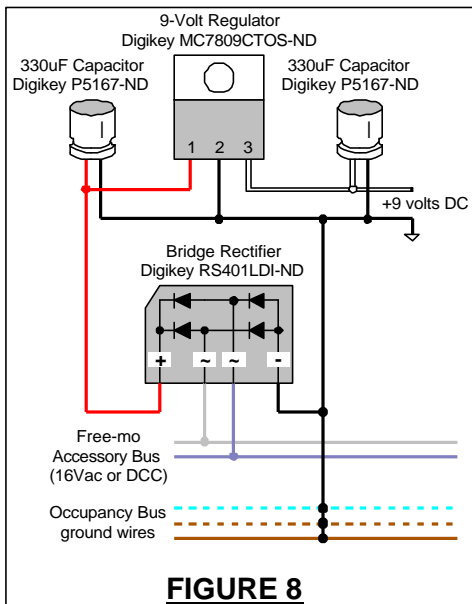 9-Volt Regulator
Digikey MC7809CTOS-ND
330uF Capacitor
Digikey P5167-ND
330uF Capacitor
Digikey P5167-ND
1 2 3
+9 volts DC
Bridge Rectifier
Digikey RS401LDI-ND
+ ~ ~ -
Free-mo
Accessory Bus
(16Vac or DCC)
Occupancy Bus
ground wires
FIGURE 8